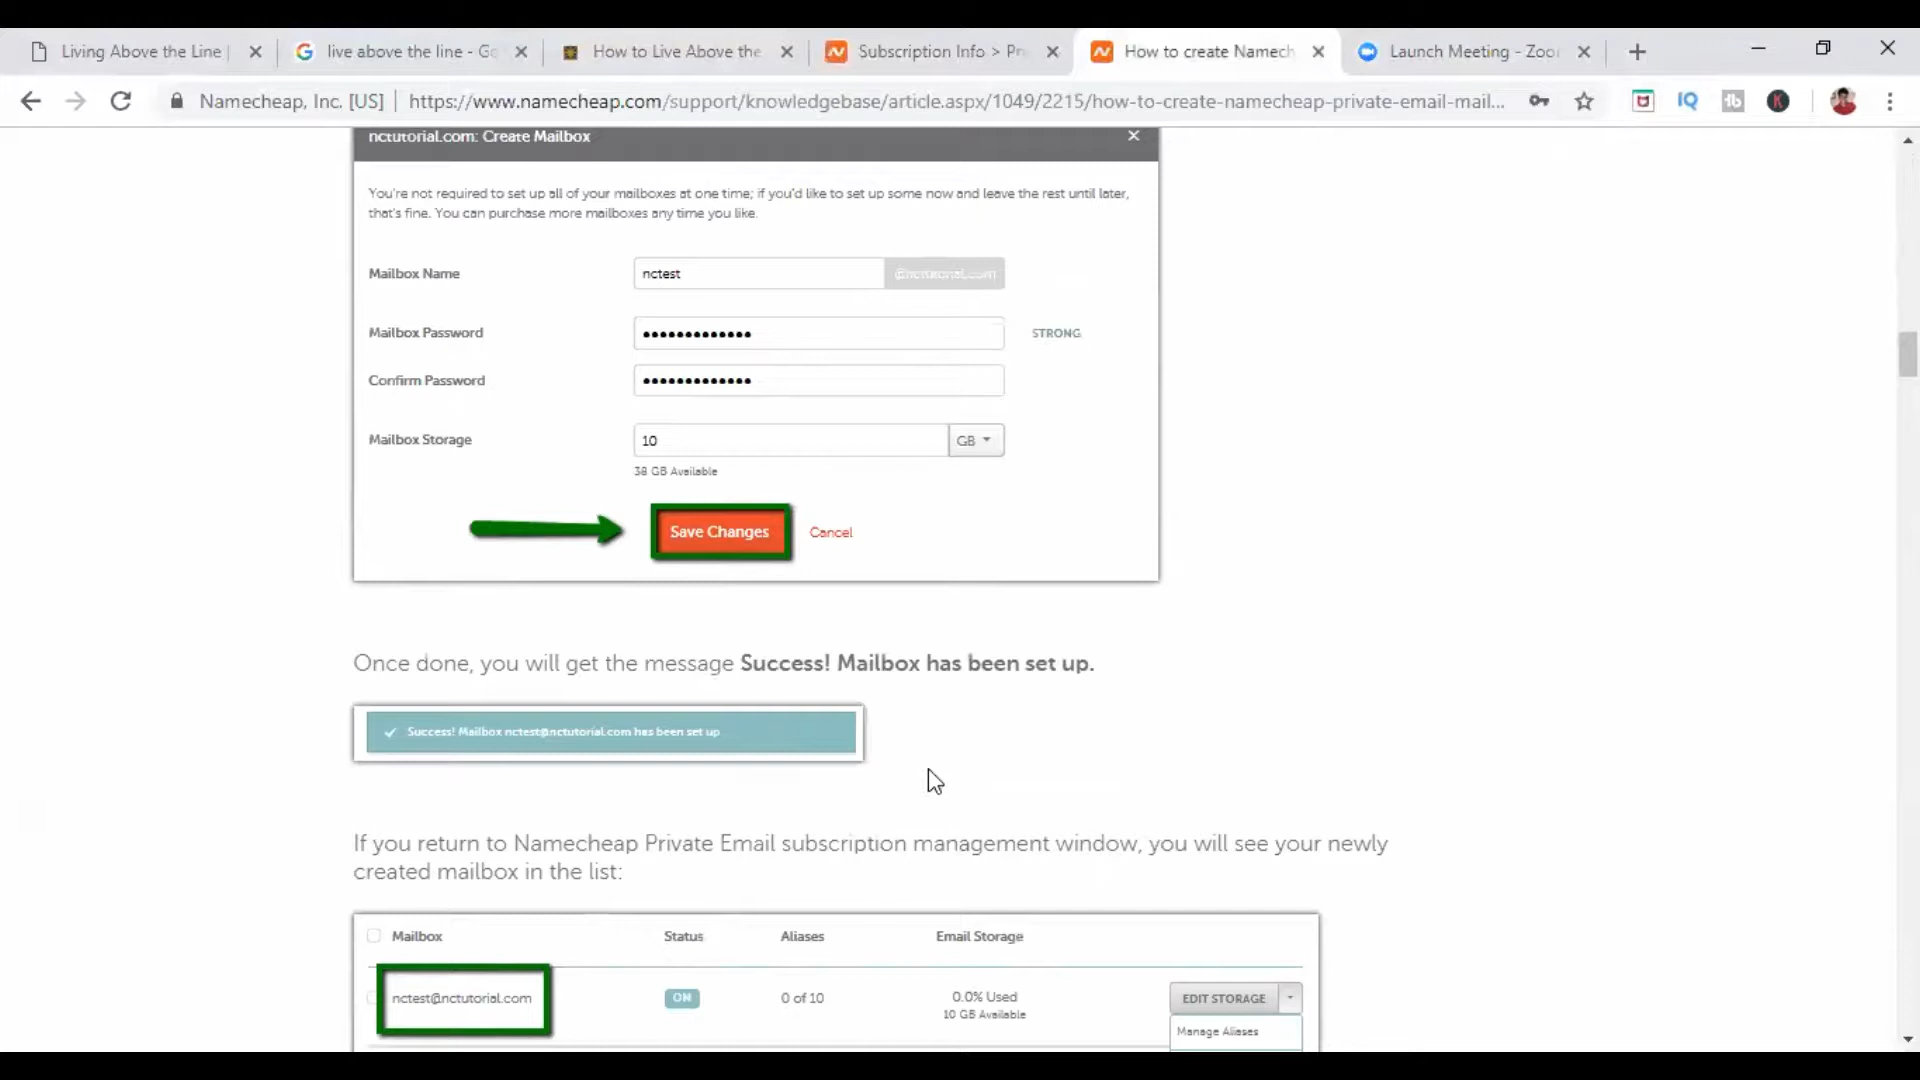 Living Above the Line |
live above the line - Go
How to Live Above the
Subscription Info > Pr
How to create Namech
Launch Meeting - Zoo
Namecheap, Inc. [US]
https://www.namecheap.com/support/knowledgebase/article.aspx/1049/2215/how-to-create-namecheap-private-email-mail...
IQ
tb
K
nctutorial.com: Create Mailbox
You're not required to set up all of your mailboxes at one time; if you'd like to set up some now and leave the rest until later,
that's fine. You can purchase more mailboxes any time you like.
Mailbox Name
nctest
@nctutorial.com
Mailbox Password
•••••••••••••
STRONG
Confirm Password
•••••••••••••
Mailbox Storage
10
GB
38 GB Available
Save Changes
Cancel
Once done, you will get the message Success! Mailbox has been set up.
Success! Mailbox nctest@nctutorial.com has been set up
If you return to Namecheap Private Email subscription management window, you will see your newly
created mailbox in the list:
Mailbox
Status
Aliases
Email Storage
nctest@nctutorial.com
ON
0 of 10
0.0% Used
10 GB Available
EDIT STORAGE
Manage Aliases